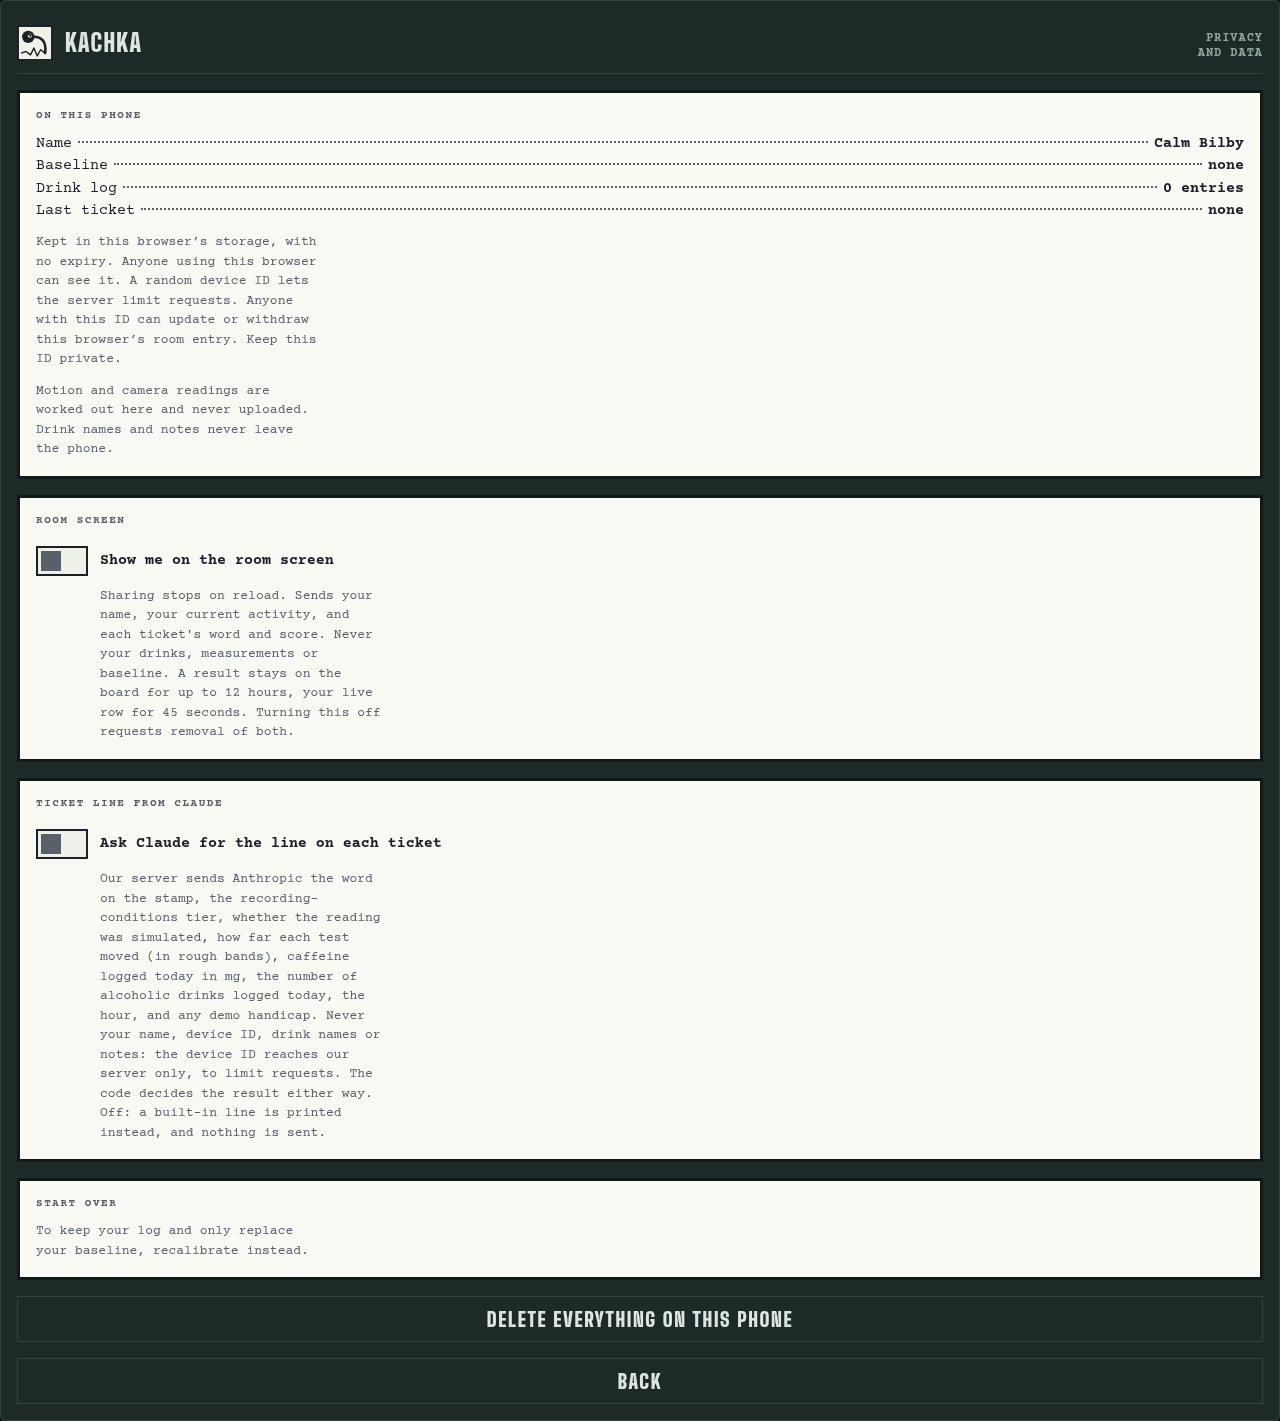 KACHKA
PRIVACY
AND DATA
ON THIS PHONE
Name Calm Bilby
Baseline none
Drink log 0 entries
Last ticket none
Kept in this browser’s storage, with
no expiry. Anyone using this browser
can see it. A random device ID lets
the server limit requests. Anyone
with this ID can update or withdraw
this browser’s room entry. Keep this
ID private.
Motion and camera readings are
worked out here and never uploaded.
Drink names and notes never leave
the phone.
ROOM SCREEN
Show me on the room screen
Sharing stops on reload. Sends your
name, your current activity, and
each ticket's word and score. Never
your drinks, measurements or
baseline. A result stays on the
board for up to 12 hours, your live
row for 45 seconds. Turning this off
requests removal of both.
TICKET LINE FROM CLAUDE
Ask Claude for the line on each ticket
Our server sends Anthropic the word
on the stamp, the recording-
conditions tier, whether the reading
was simulated, how far each test
moved (in rough bands), caffeine
logged today in mg, the number of
alcoholic drinks logged today, the
hour, and any demo handicap. Never
your name, device ID, drink names or
notes: the device ID reaches our
server only, to limit requests. The
code decides the result either way.
Off: a built-in line is printed
instead, and nothing is sent.
START OVER
To keep your log and only replace
your baseline, recalibrate instead.
DELETE EVERYTHING ON THIS PHONE
BACK